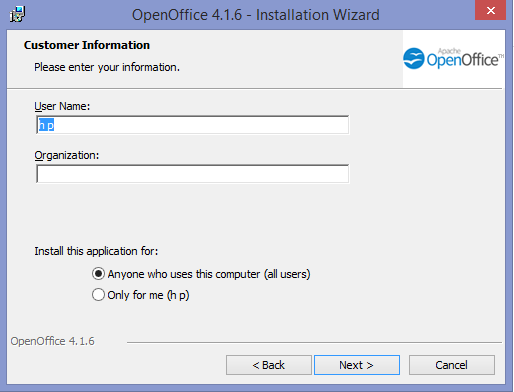 OpenOffice 4.1.6 - Installation Wizard
Customer Information
Please enter your information.
Apache
OpenOffice™
User Name:
h p
Organization:
Install this application for:
Anyone who uses this computer (all users)
Only for me (h p)
OpenOffice 4.1.6
< Back Next > Cancel